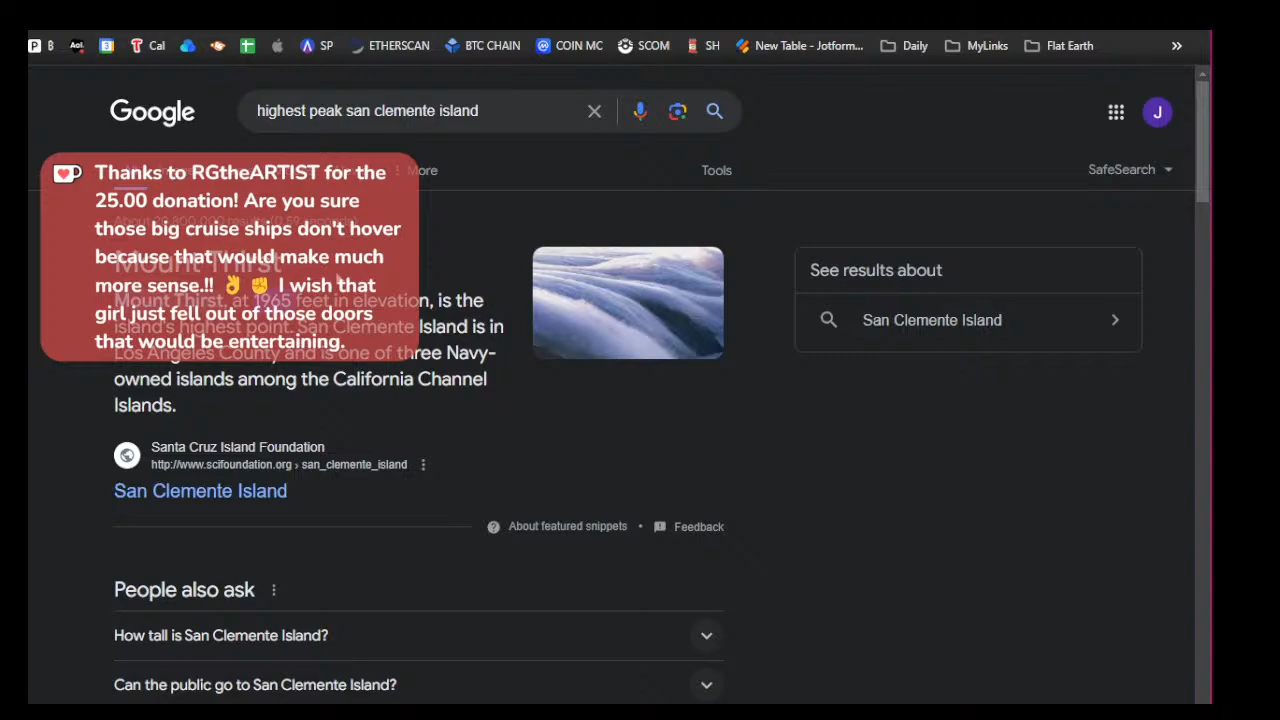 B
Aol.
3
Cal
SP
ETHERSCAN
BTC CHAIN
COIN MC
SCOM
SH
New Table - Jotform...
Daily
MyLinks
Flat Earth
»
Google
highest peak san clemente island
J
More
Tools
SafeSearch
Thanks to RGtheARTIST for the
25.00 donation! Are you sure
those big cruise ships don't hover
because that would make much
more sense.!! 👌 ✊ I wish that
girl just fell out of those doors
that would be entertaining.
Mount Thirst
Mount Thirst, at 1965 feet in elevation, is the
island's highest point. San Clemente Island is in
Los Angeles County and is one of three Navy-
owned islands among the California Channel
Islands.
Santa Cruz Island Foundation
http://www.scifoundation.org › san_clemente_island
San Clemente Island
About featured snippets • Feedback
See results about
San Clemente Island
People also ask
How tall is San Clemente Island?
Can the public go to San Clemente Island?